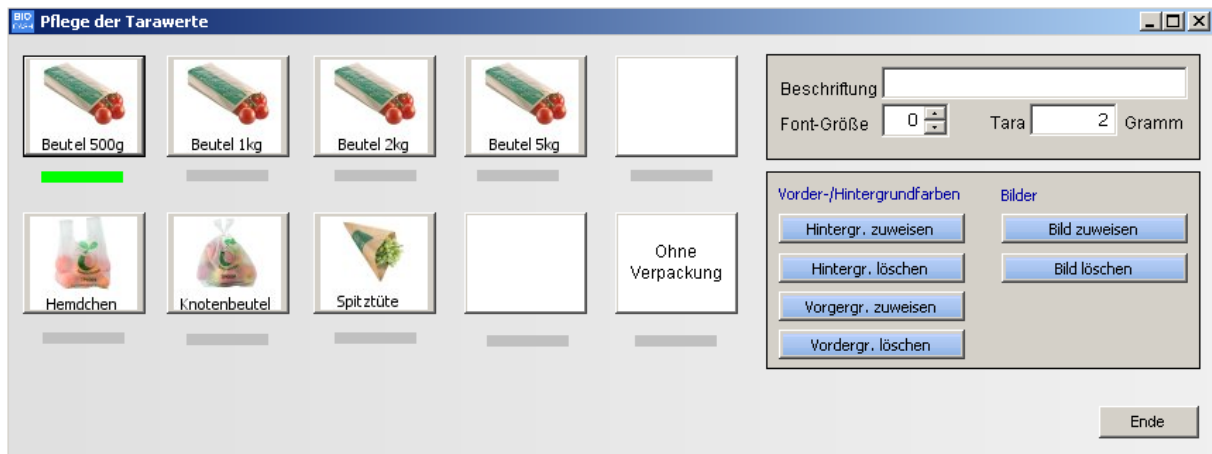 BIO Pflege der Tarawerte
Beutel 500g
Beutel 1kg
Beutel 2kg
Beutel 5kg
Hemdchen
Knotenbeutel
Spitztüte
Ohne
Verpackung
Beschriftung
Font-Größe 0 Tara 2 Gramm
Vorder-/Hintergrundfarben Bilder
Hintergr. zuweisen Bild zuweisen
Hintergr. löschen Bild löschen
Vorgergr. zuweisen
Vordergr. löschen
Ende